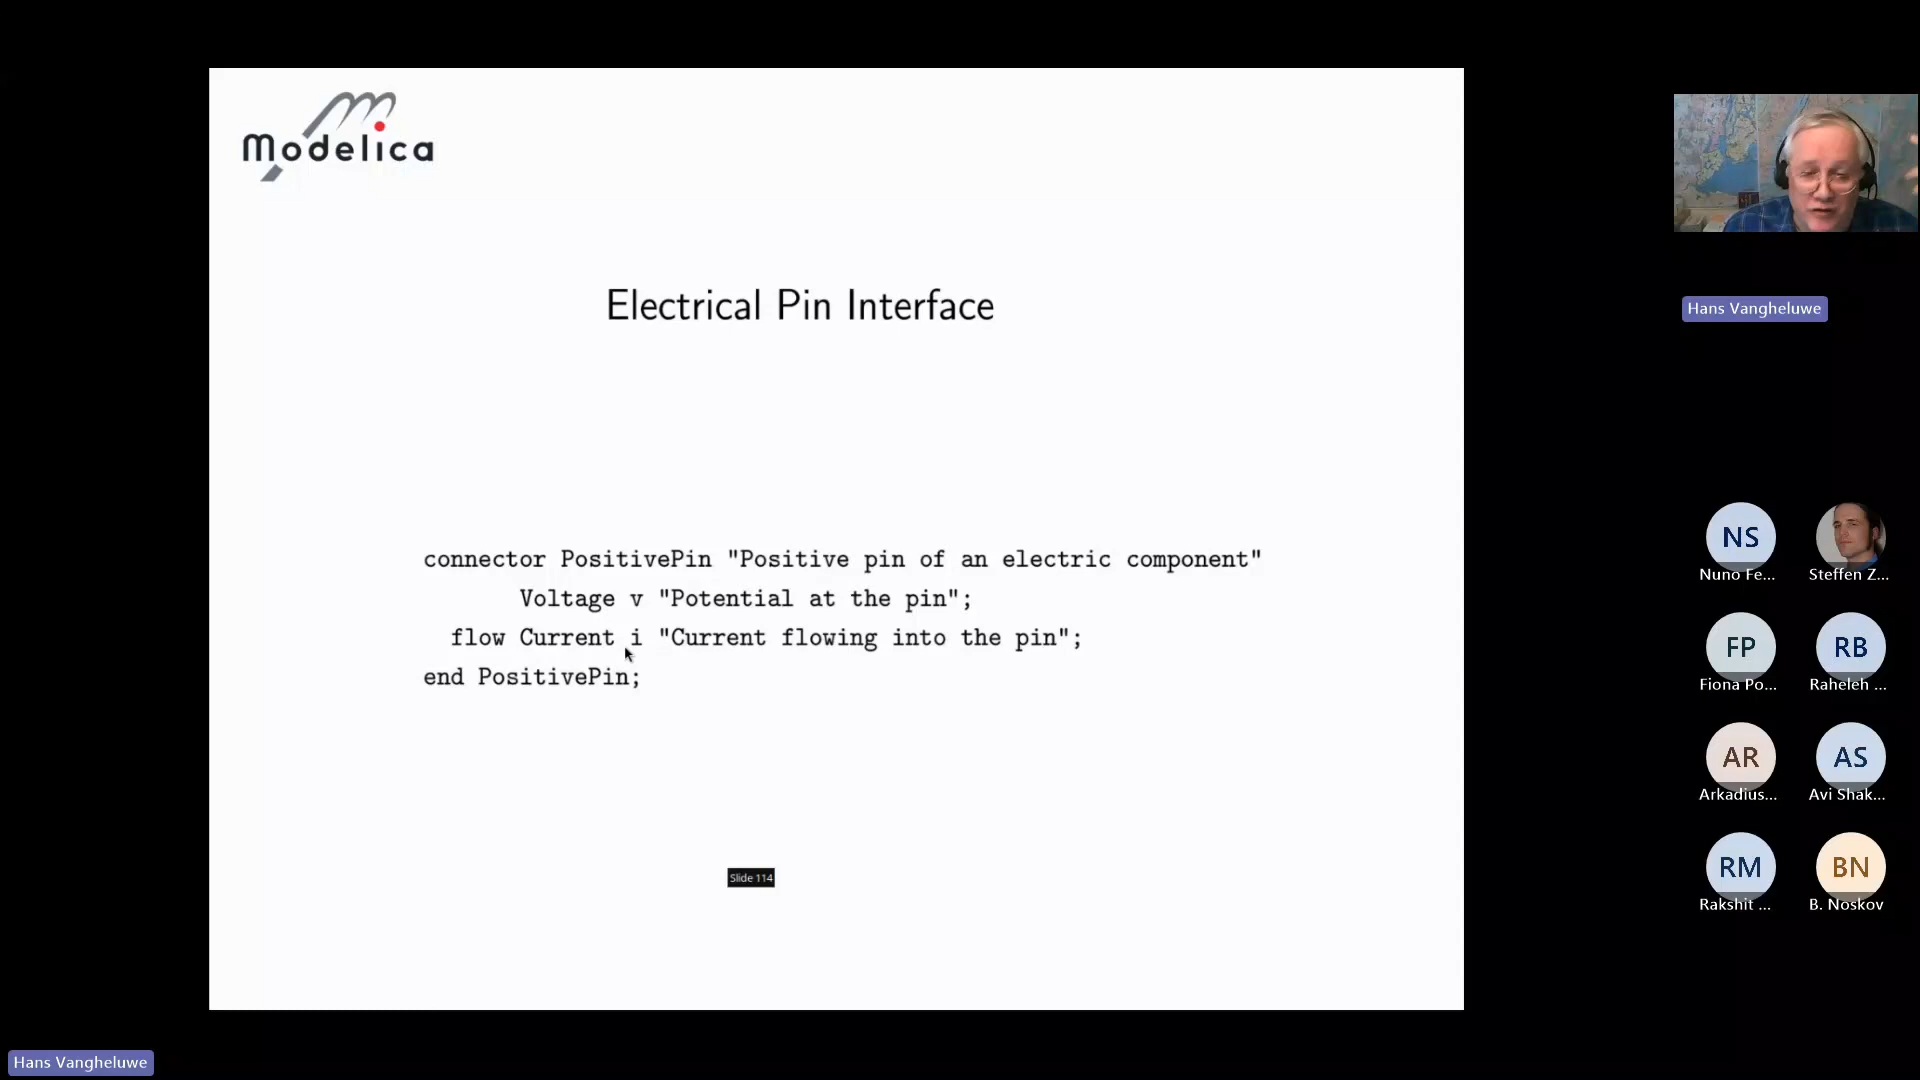 Modelica
Electrical Pin Interface
connector PositivePin "Positive pin of an electric component"
Voltage v "Potential at the pin";
flow Current i "Current flowing into the pin";
end PositivePin;
Slide 114
Hans Vangheluwe
NS
Nuno Fe...
Steffen Z...
FP
Fiona Po...
RB
Raheleh ...
AR
Arkadius...
AS
Avi Shak...
RM
Rakshit ...
BN
B. Noskov
Hans Vangheluwe